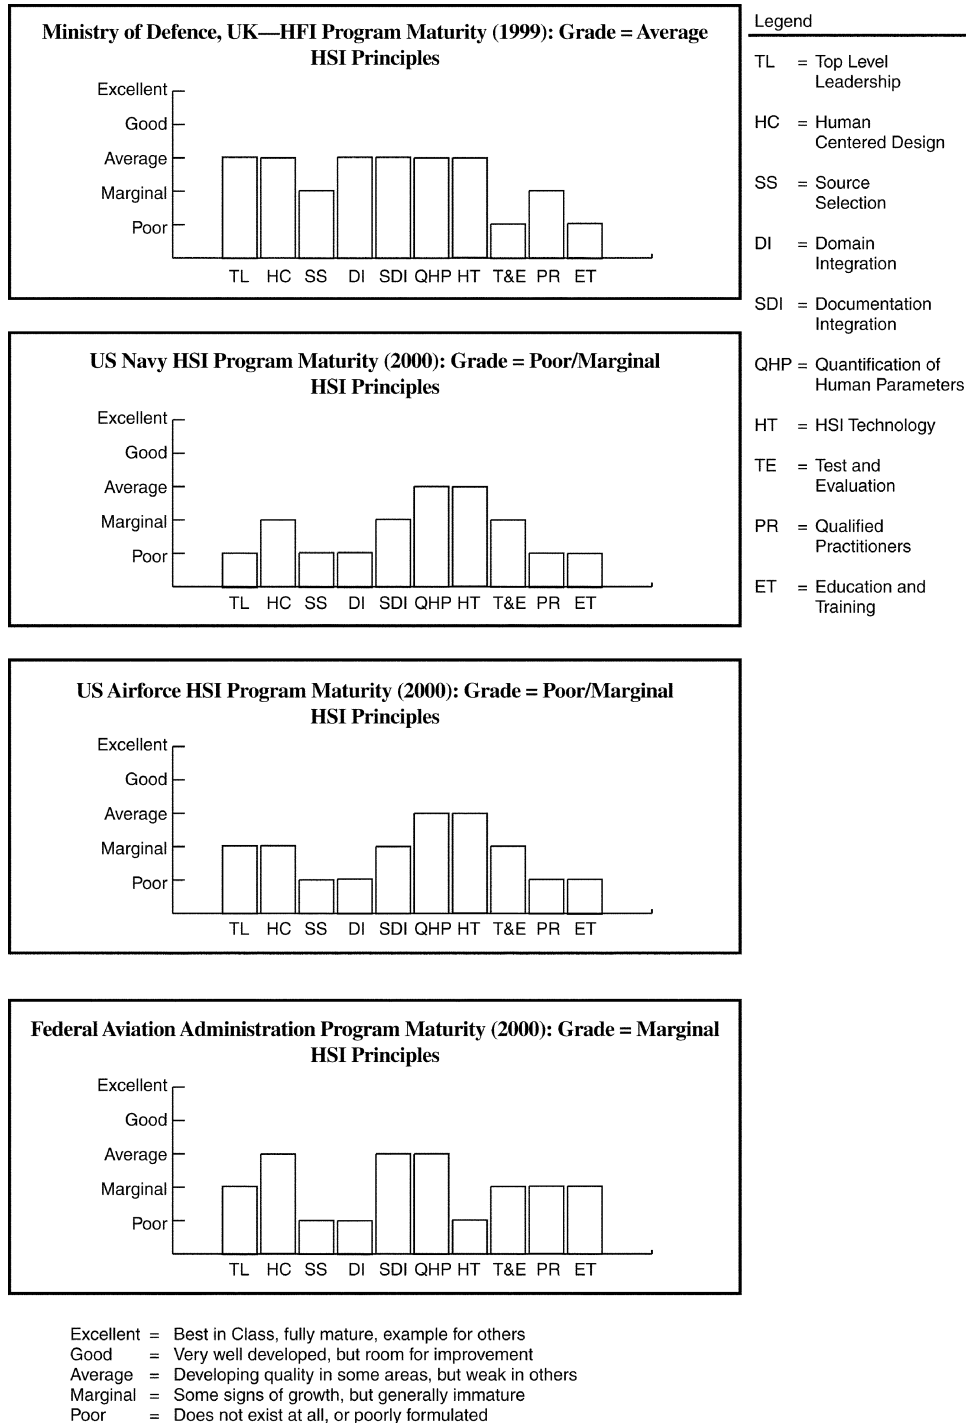 Ministry of Defence, UK—HFI Program Maturity (1999): Grade = Average
HSI Principles
Excellent
Good
Average
Marginal
Poor
TL HC SS DI SDI QHP HT T&E PR ET
US Navy HSI Program Maturity (2000): Grade = Poor/Marginal
HSI Principles
Excellent
Good
Average
Marginal
Poor
TL HC SS DI SDI QHP HT T&E PR ET
US Airforce HSI Program Maturity (2000): Grade = Poor/Marginal
HSI Principles
Excellent
Good
Average
Marginal
Poor
TL HC SS DI SDI QHP HT T&E PR ET
Federal Aviation Administration Program Maturity (2000): Grade = Marginal
HSI Principles
Excellent
Good
Average
Marginal
Poor
TL HC SS DI SDI QHP HT T&E PR ET
Legend
TL = Top Level
Leadership
HC = Human
Centered Design
SS = Source
Selection
DI = Domain
Integration
SDI = Documentation
Integration
QHP = Quantification of
Human Parameters
HT = HSI Technology
TE = Test and
Evaluation
PR = Qualified
Practitioners
ET = Education and
Training
Excellent = Best in Class, fully mature, example for others
Good = Very well developed, but room for improvement
Average = Developing quality in some areas, but weak in others
Marginal = Some signs of growth, but generally immature
Poor = Does not exist at all, or poorly formulated